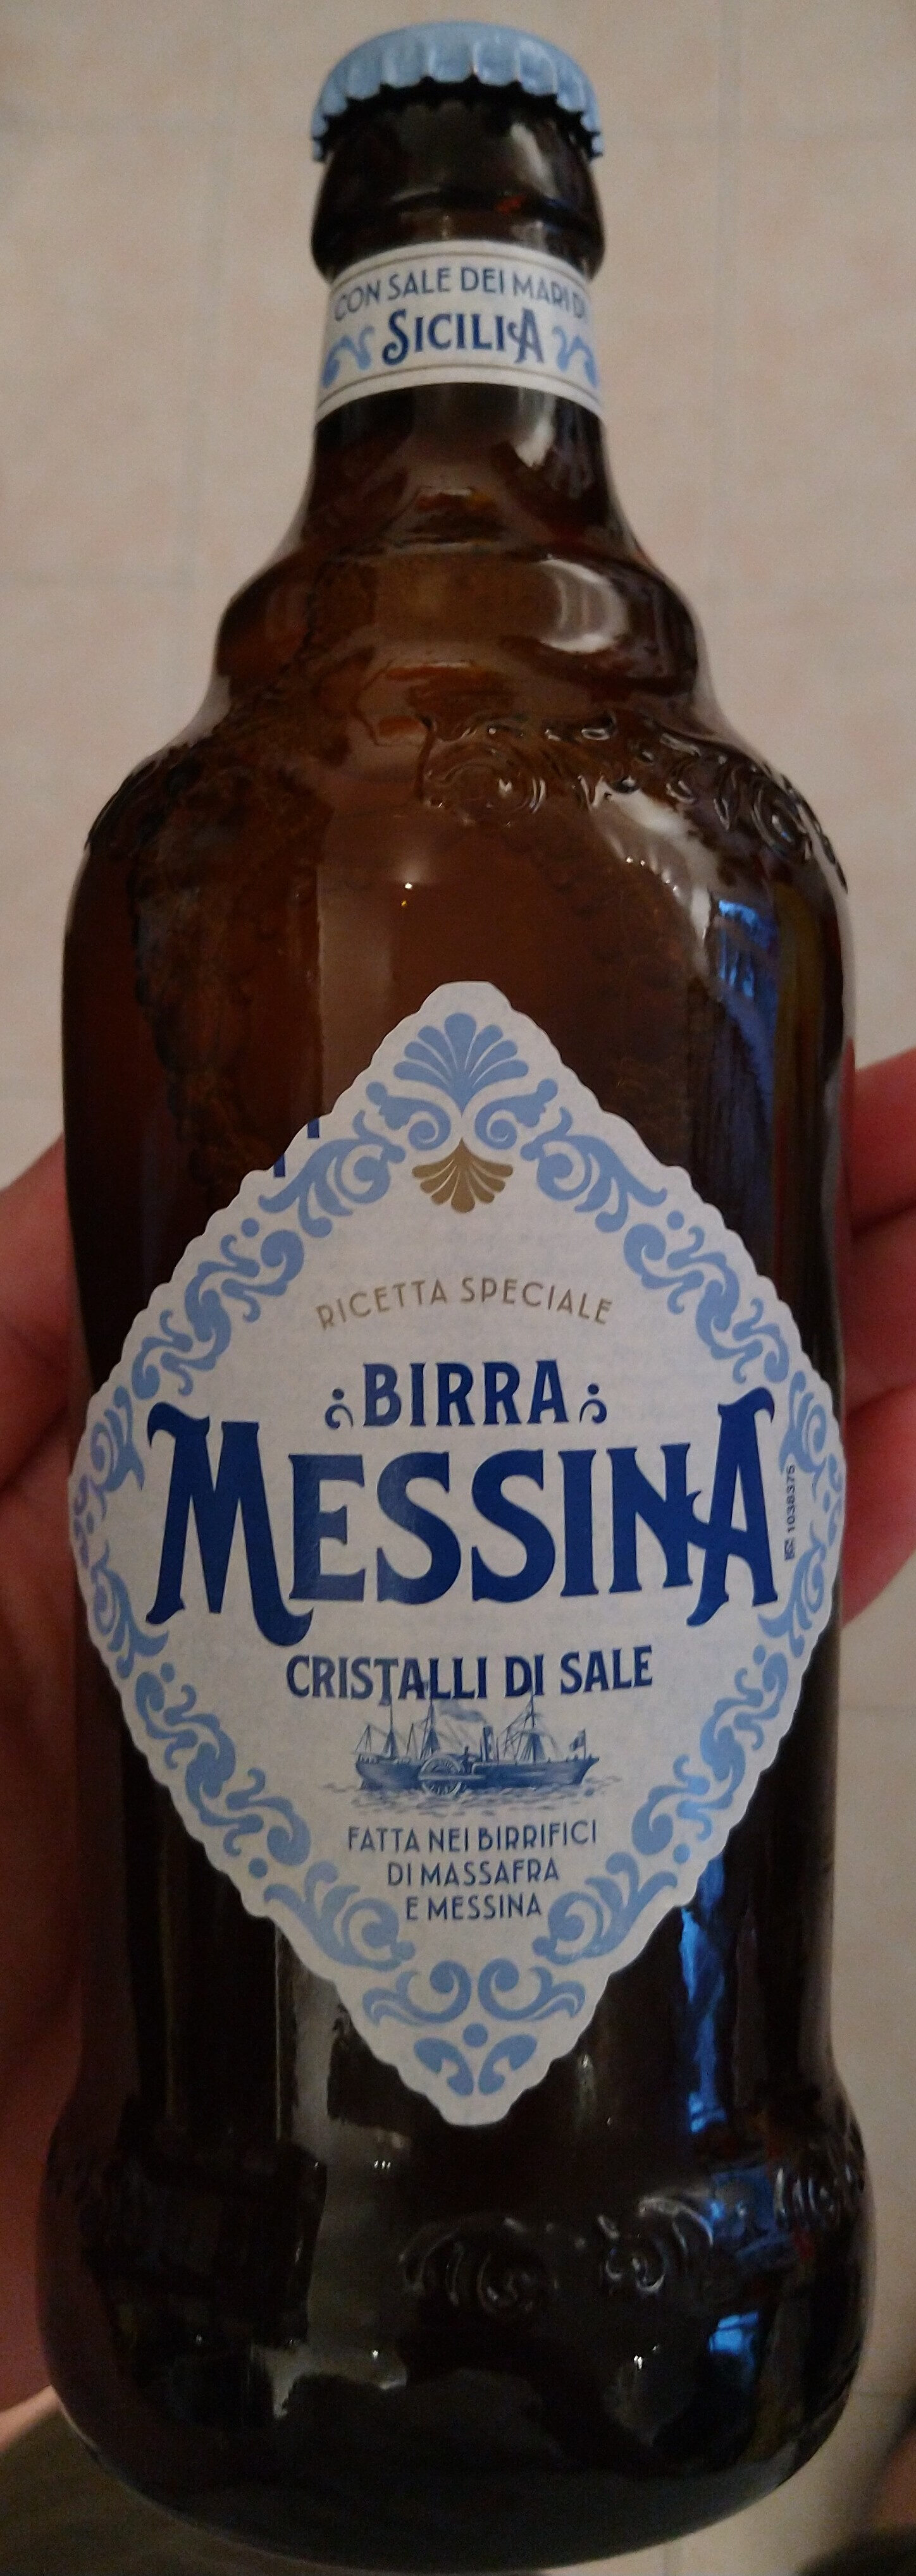 CON SALE DEI MARI DI
SICILIA
RICETTA SPECIALE
BIRRA
MESSINA
1038375
CRISTALLI DI SALE
FATTA NEI BIRRIFICI
DI MASSAFRA
E MESSINA